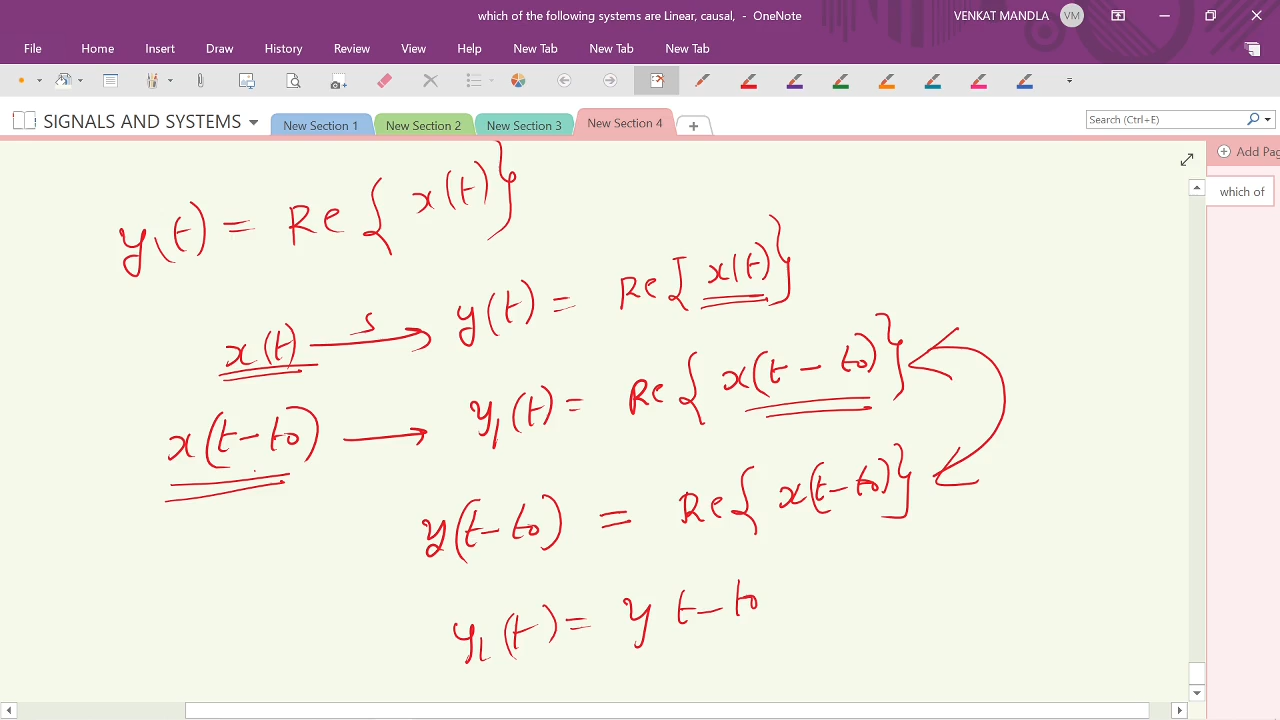 which of the following systems are Linear, causal, - OneNote
VENKAT MANDLA VM
File Home Insert Draw History Review View Help New Tab New Tab New Tab
SIGNALS AND SYSTEMS New Section 1 New Section 2 New Section 3 New Section 4 Search (Ctrl+E)
Add Pag
which of
y(t) = Re{ x(t)}
x(t) s→ y(t) = Re{x(t)}
x(t-t0) → y1(t) = Re{x(t-t0)}
y(t-t0) = Re{x(t-t0)}
y1(t) = y t-t0